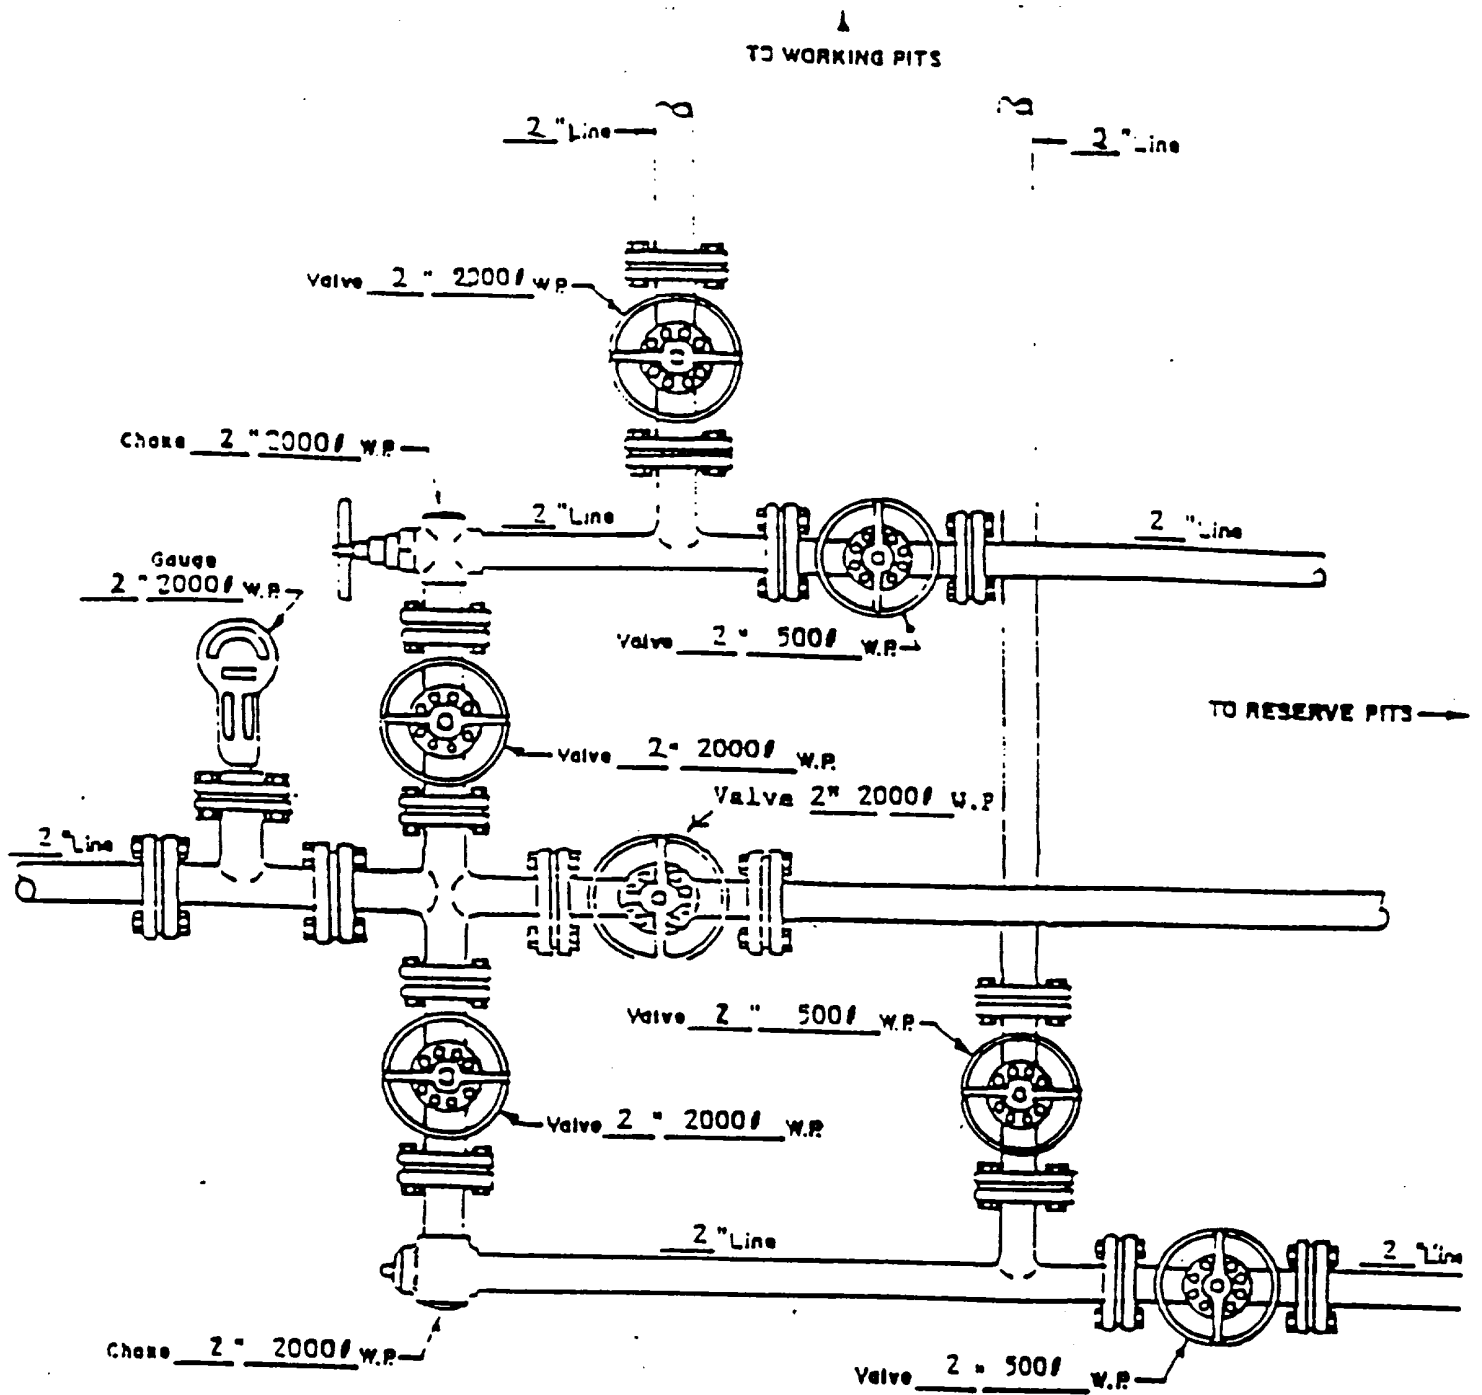 TO WORKING PITS
2 "Line
2 "Line
Valve 2 " 2000# W.P.
Choke 2 " 2000# W.P.
2 "Line
2 "Line
Gauge
2 " 2000# W.P.
Valve 2 " 500# W.P.
TO RESERVE PITS
Valve 2 " 2000# W.P.
Valve 2" 2000# W.P
2 "Line
Valve 2 " 500# W.P.
Valve 2 " 2000# W.P.
2 "Line
2 "Line
Choke 2 " 2000# W.P.
Valve 2 " 500# W.P.